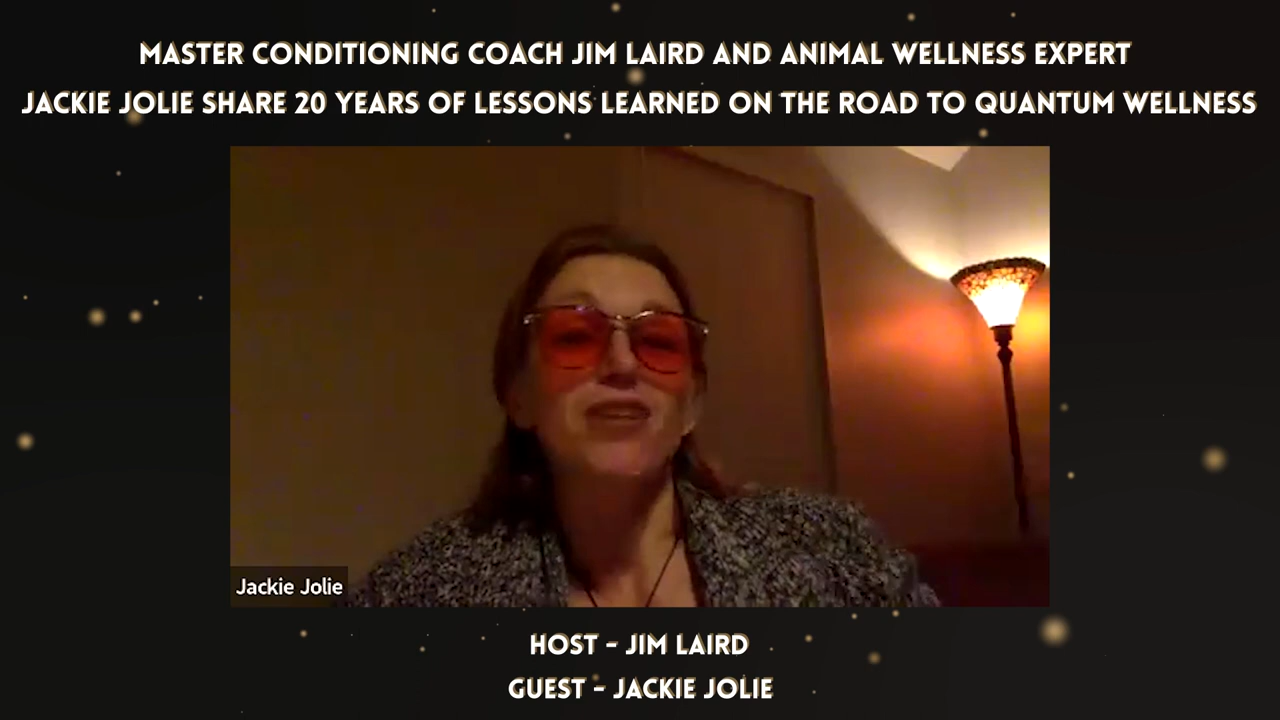 MASTER CONDITIONING COACH JIM LAIRD AND ANIMAL WELLNESS EXPERT
JACKIE JOLIE SHARE 20 YEARS OF LESSONS LEARNED ON THE ROAD TO QUANTUM WELLNESS
Jackie Jolie
HOST - JIM LAIRD
GUEST - JACKIE JOLIE